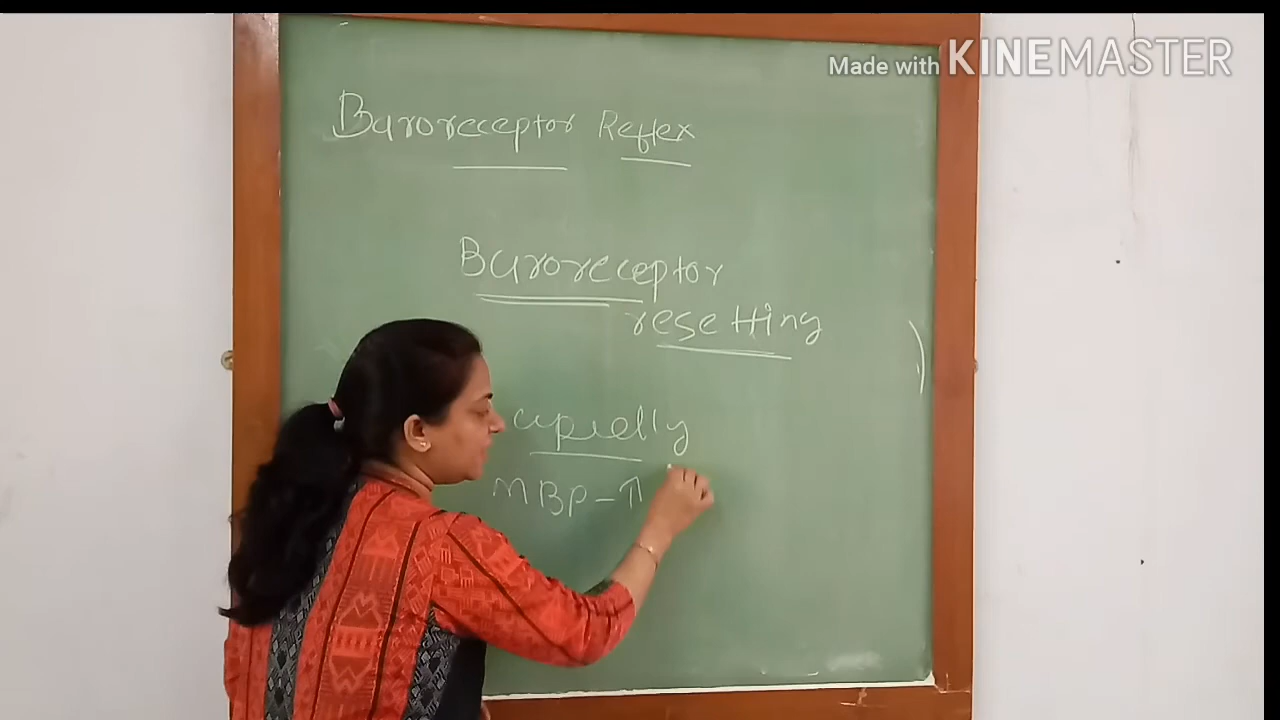 Made with KINEMASTER
Baroreceptor Reflex
Baroreceptor
resetting
MBP -